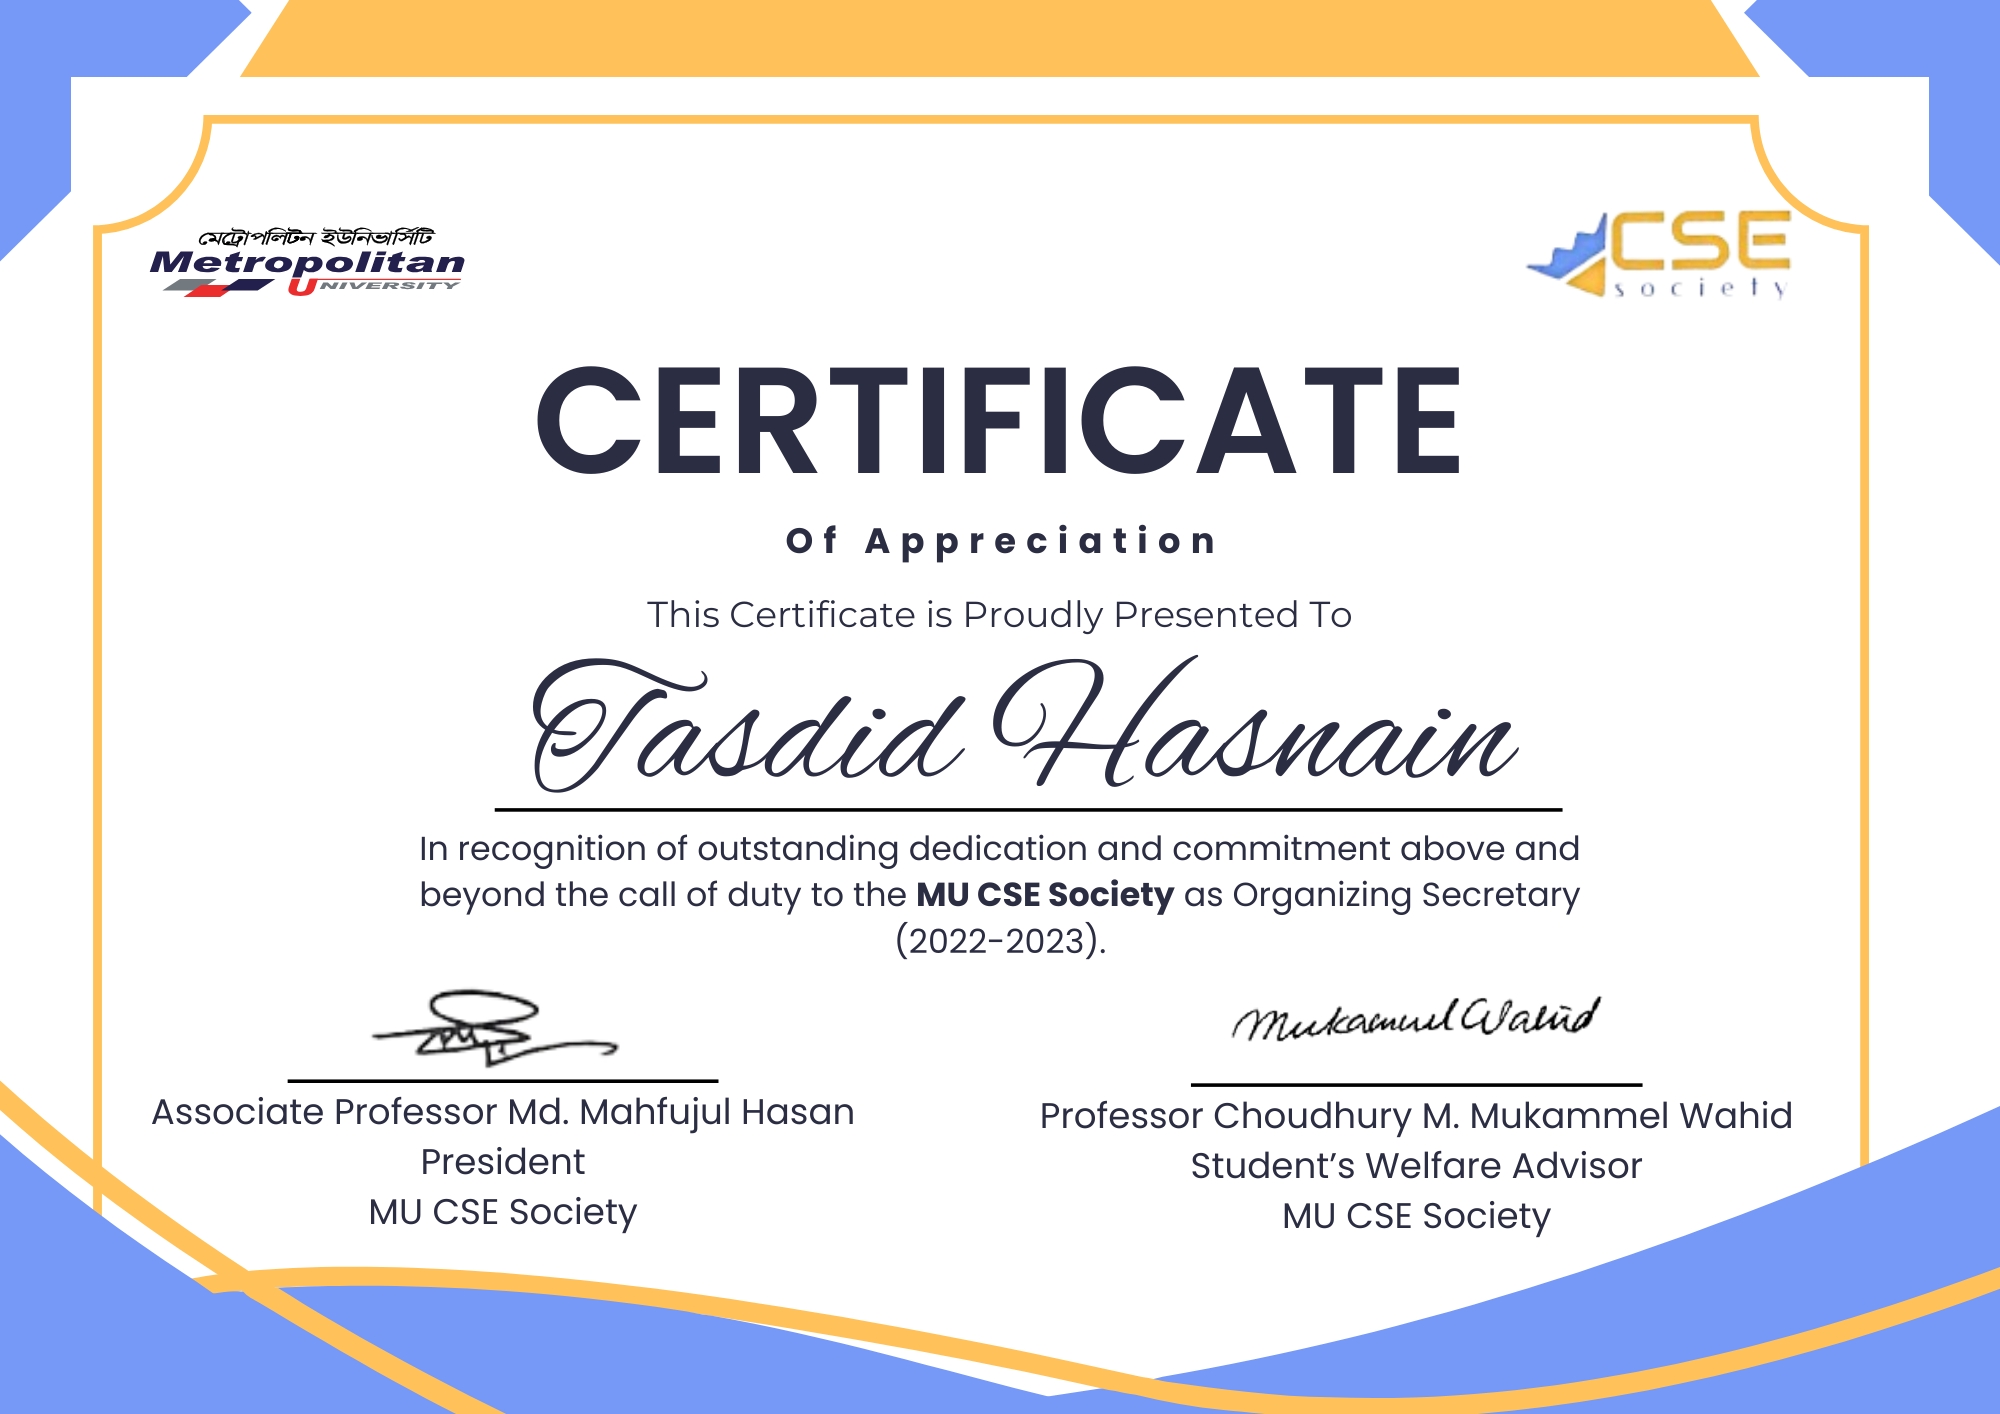 মেট্রোপলিটন ইউনিভার্সিটি
Metropolitan
UNIVERSITY
CSE
society
CERTIFICATE
Of Appreciation
This Certificate is Proudly Presented To
Tasdid Hasnain
In recognition of outstanding dedication and commitment above and
beyond the call of duty to the MU CSE Society as Organizing Secretary
(2022-2023).
Mukammel Wahid
Associate Professor Md. Mahfujul Hasan
President
MU CSE Society
Professor Choudhury M. Mukammel Wahid
Student’s Welfare Advisor
MU CSE Society